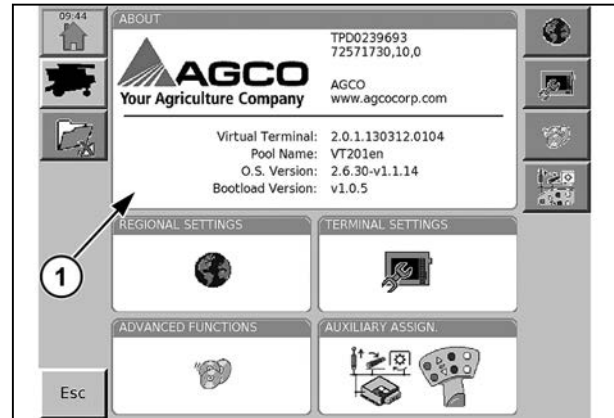 09:44
ABOUT
TPD0239693
72571730,10,0
AGCO
Your Agriculture Company
AGCO
www.agcocorp.com
Virtual Terminal: 2.0.1.130312.0104
Pool Name: VT201en
O.S. Version: 2.6.30-v1.1.14
Bootload Version: v1.0.5
1
REGIONAL SETTINGS
TERMINAL SETTINGS
ADVANCED FUNCTIONS
AUXILIARY ASSIGN.
Esc